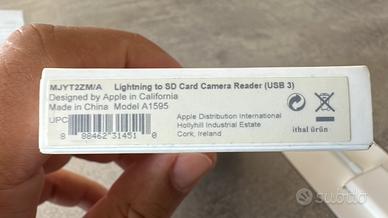 MJYT2ZM/A Lightning to SD Card Camera Reader (USB 3)
Designed by Apple in California
Made in China Model A1595
UPC
8 88462 31451 0
Apple Distribution International
Hollyhill Industrial Estate
Cork, Ireland
ithal ürün
subito